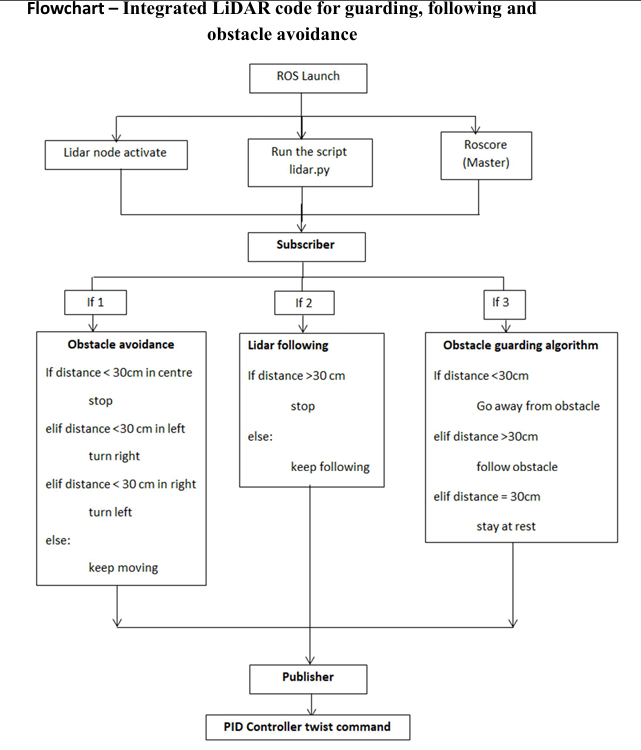 Flowchart – Integrated LiDAR code for guarding, following and
obstacle avoidance
ROS Launch
Lidar node activate
Run the script
lidar.py
Roscore
(Master)
Subscriber
If 1
If 2
If 3
Obstacle avoidance
If distance < 30cm in centre
stop
elif distance <30 cm in left
turn right
elif distance < 30 cm in right
turn left
else:
keep moving
Lidar following
If distance >30 cm
stop
else:
keep following
Obstacle guarding algorithm
If distance <30cm
Go away from obstacle
elif distance >30cm
follow obstacle
elif distance = 30cm
stay at rest
Publisher
PID Controller twist command